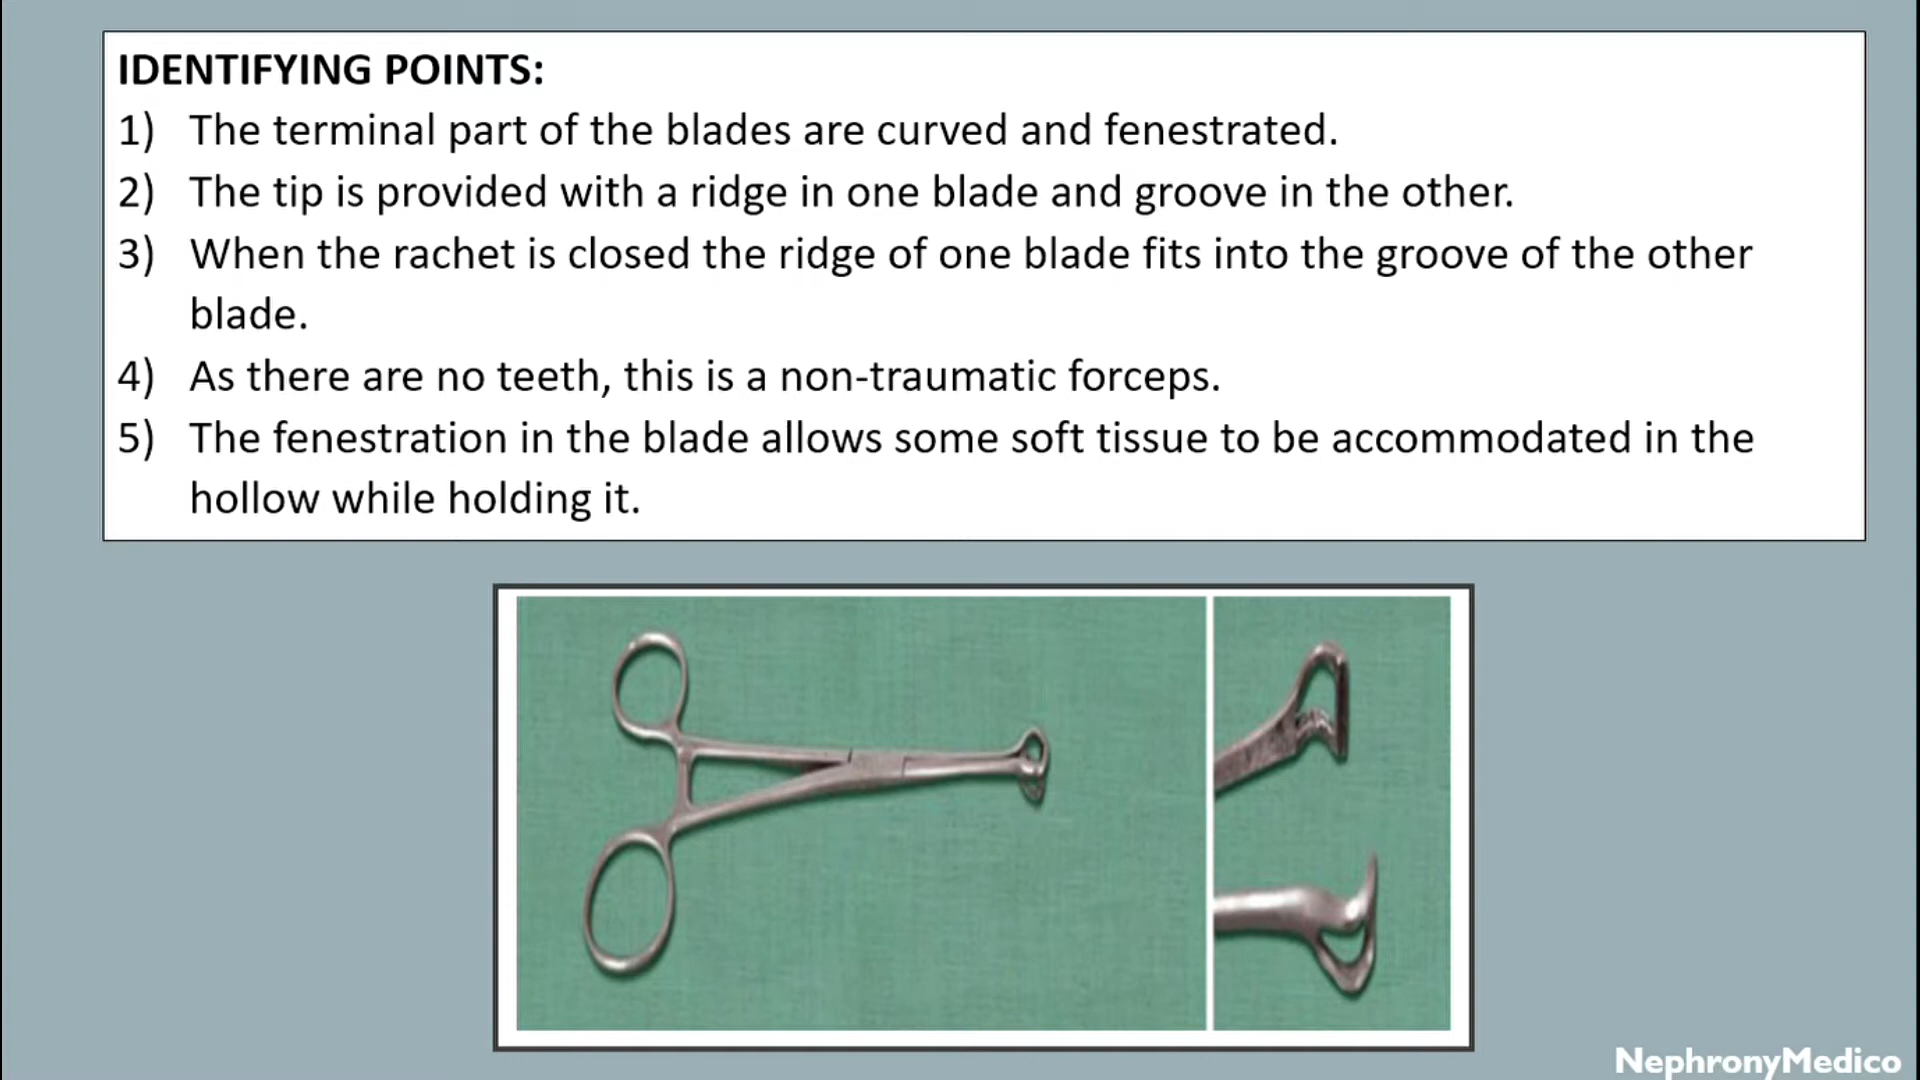 IDENTIFYING POINTS:
1) The terminal part of the blades are curved and fenestrated.
2) The tip is provided with a ridge in one blade and groove in the other.
3) When the rachet is closed the ridge of one blade fits into the groove of the other
blade.
4) As there are no teeth, this is a non-traumatic forceps.
5) The fenestration in the blade allows some soft tissue to be accommodated in the
hollow while holding it.
NephronyMedico